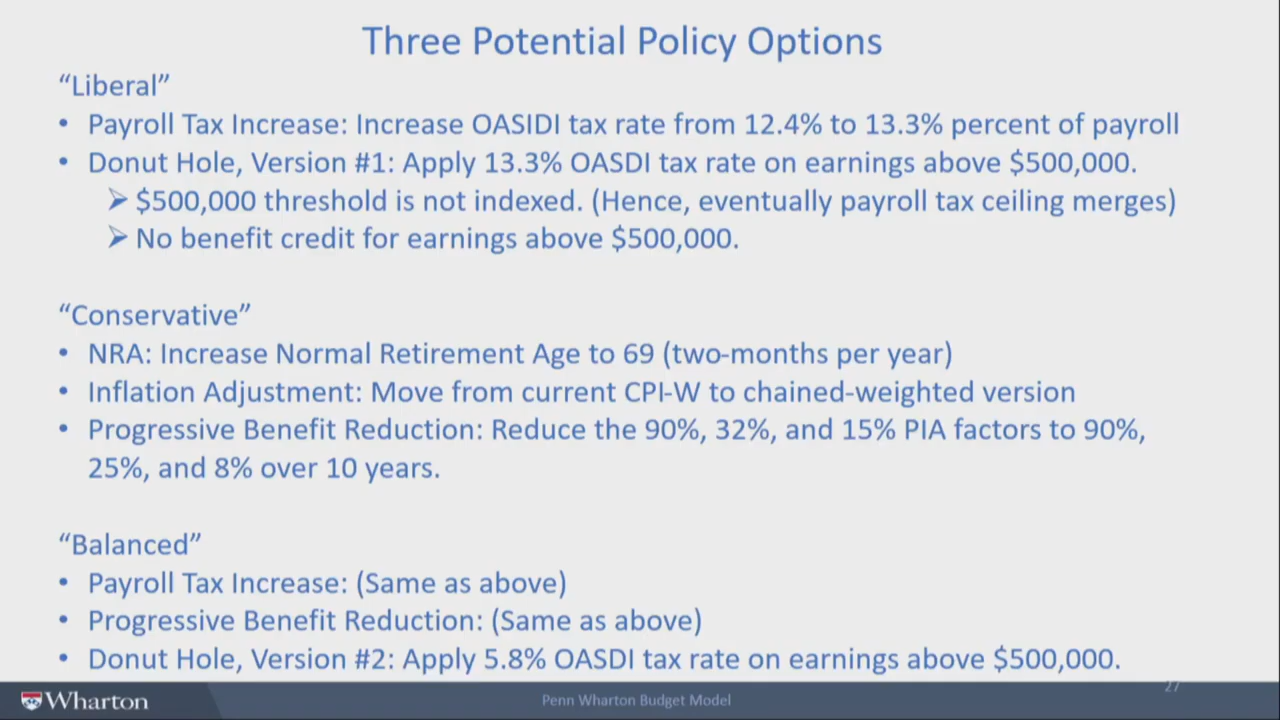 Three Potential Policy Options
“Liberal”
• Payroll Tax Increase: Increase OASIDI tax rate from 12.4% to 13.3% percent of payroll
• Donut Hole, Version #1: Apply 13.3% OASDI tax rate on earnings above $500,000.
➢ $500,000 threshold is not indexed. (Hence, eventually payroll tax ceiling merges)
➢ No benefit credit for earnings above $500,000.
“Conservative”
• NRA: Increase Normal Retirement Age to 69 (two-months per year)
• Inflation Adjustment: Move from current CPI-W to chained-weighted version
• Progressive Benefit Reduction: Reduce the 90%, 32%, and 15% PIA factors to 90%,
25%, and 8% over 10 years.
“Balanced”
• Payroll Tax Increase: (Same as above)
• Progressive Benefit Reduction: (Same as above)
• Donut Hole, Version #2: Apply 5.8% OASDI tax rate on earnings above $500,000.
27
Wharton
Penn Wharton Budget Model